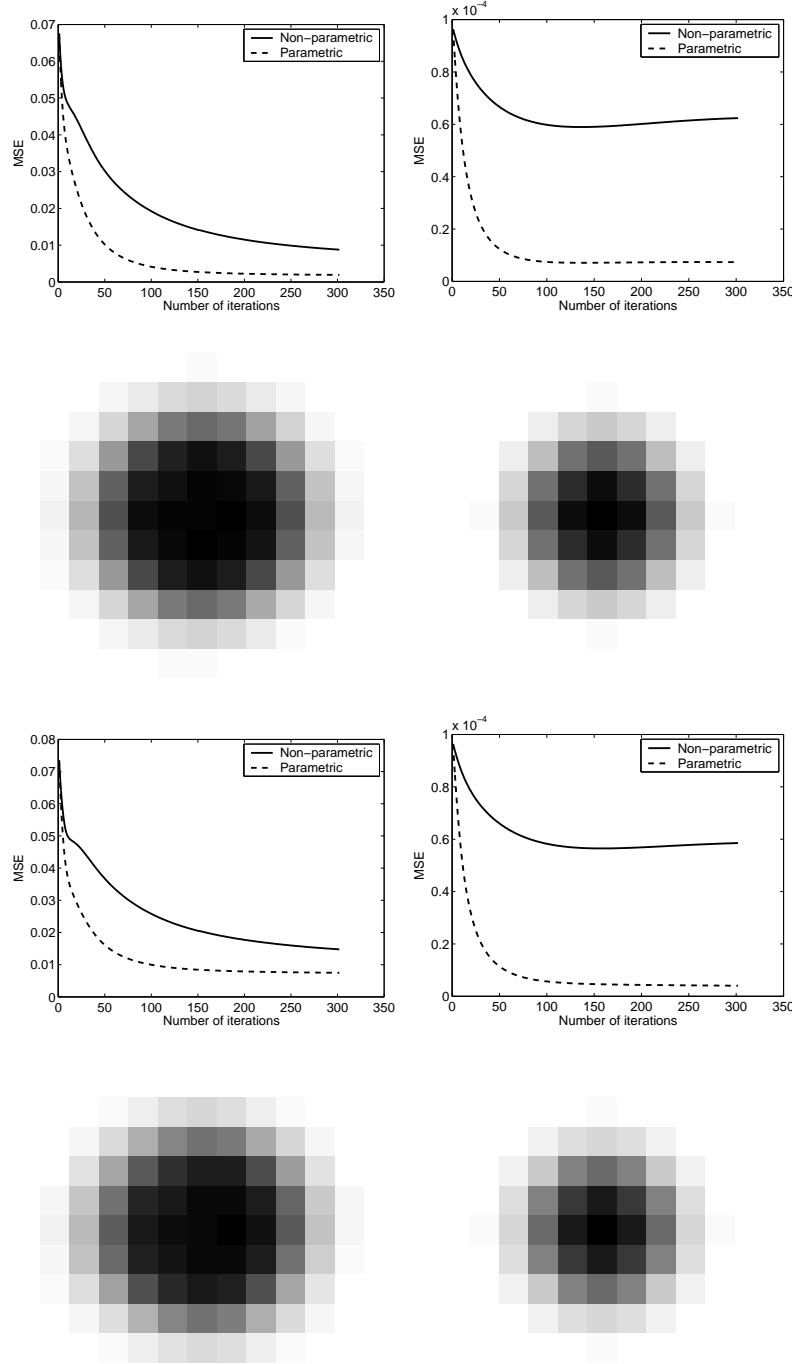 0.07
0.06
0.05
0.04
0.03
0.02
0.01
0
MSE
Non−parametric
Parametric
0 50 100 150 200 250 300 350
Number of iterations
x 10−4
1
0.8
0.6
0.4
0.2
0
MSE
Non−parametric
Parametric
0 50 100 150 200 250 300 350
Number of iterations
0.08
0.07
0.06
0.05
0.04
0.03
0.02
0.01
0
MSE
Non−parametric
Parametric
0 50 100 150 200 250 300 350
Number of iterations
x 10−4
1
0.8
0.6
0.4
0.2
0
MSE
Non−parametric
Parametric
0 50 100 150 200 250 300 350
Number of iterations